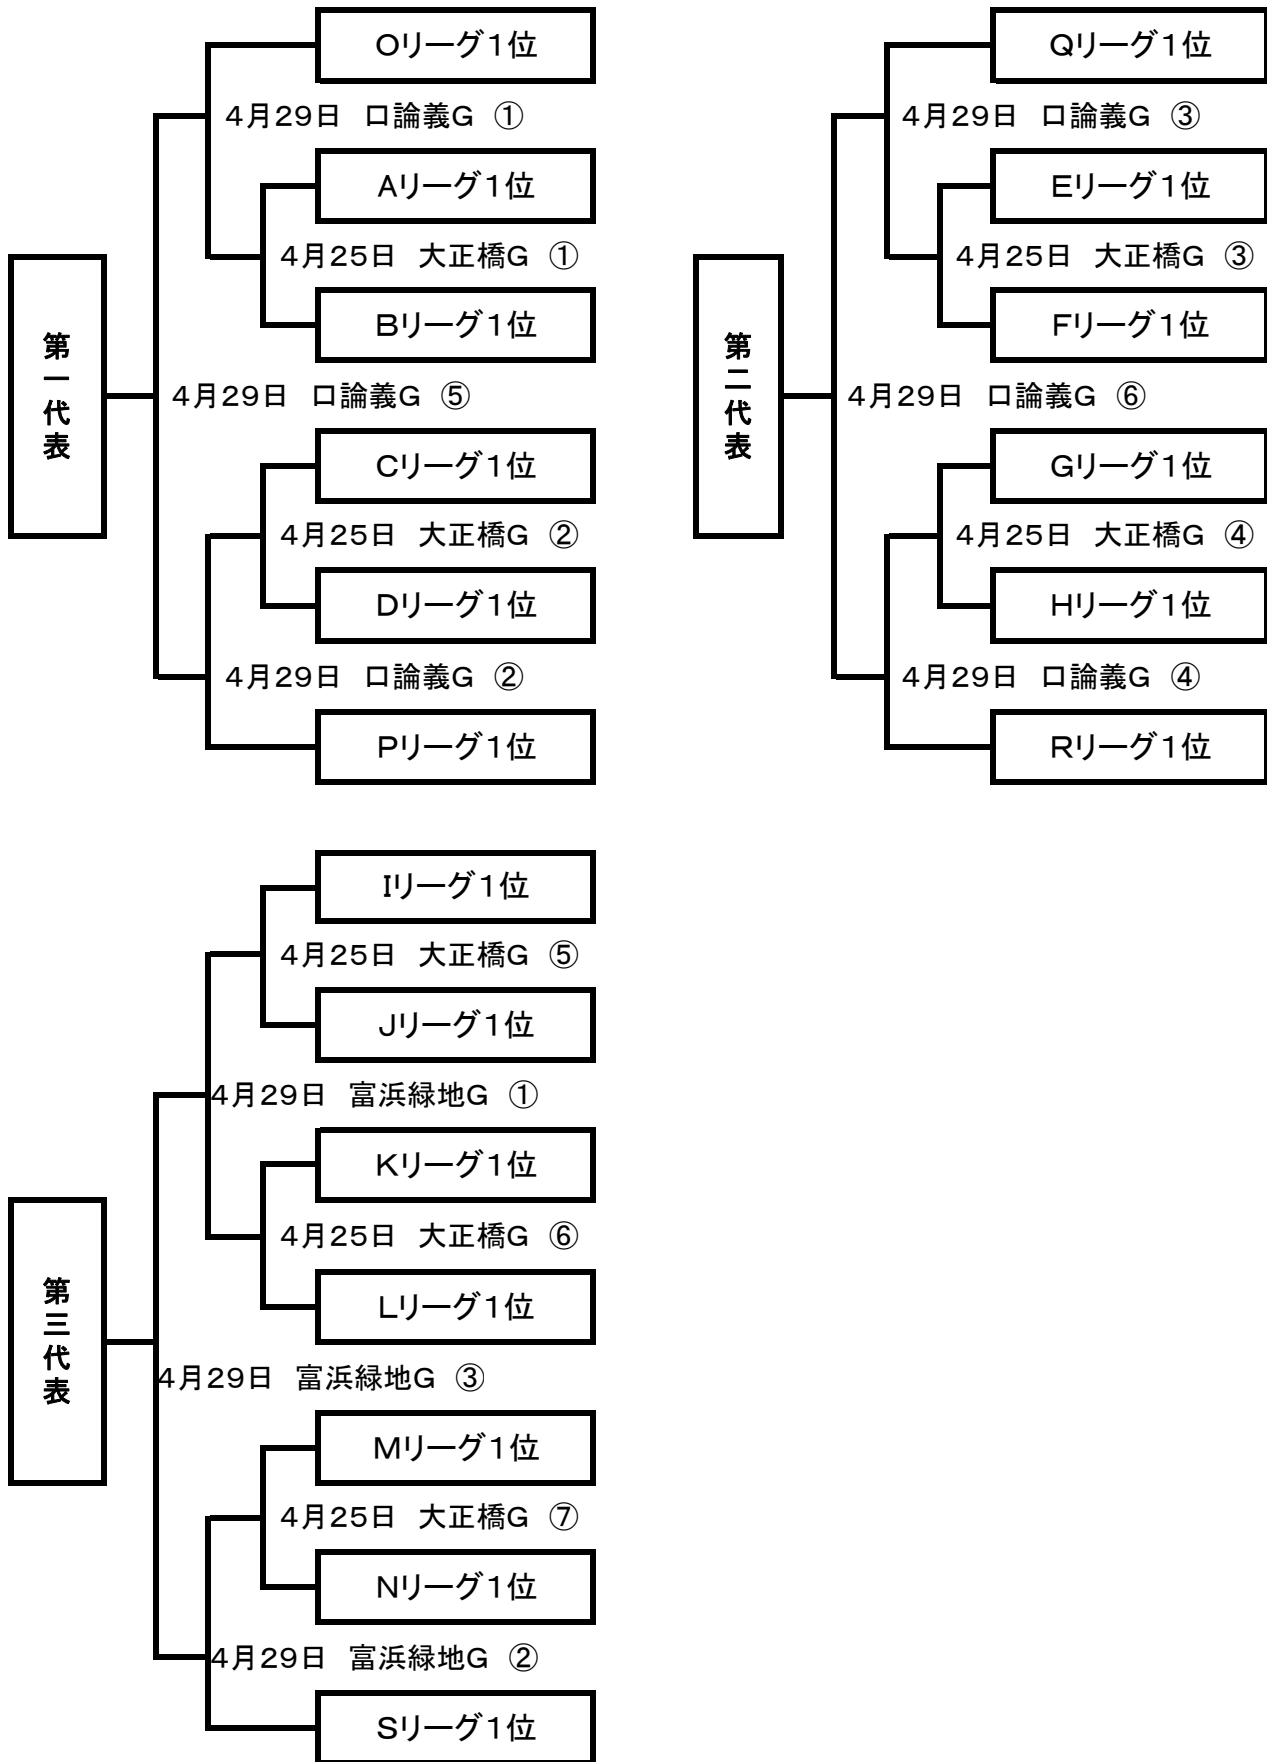 Oリーグ1位
4月29日　口論義G　①
Aリーグ1位
4月25日　大正橋G　①
Bリーグ1位
第一代表
4月29日　口論義G　⑤
Cリーグ1位
4月25日　大正橋G　②
Dリーグ1位
4月29日　口論義G　②
Pリーグ1位
Qリーグ1位
4月29日　口論義G　③
Eリーグ1位
4月25日　大正橋G　③
Fリーグ1位
第二代表
4月29日　口論義G　⑥
Gリーグ1位
4月25日　大正橋G　④
Hリーグ1位
4月29日　口論義G　④
Rリーグ1位
Iリーグ1位
4月25日　大正橋G　⑤
Jリーグ1位
4月29日　富浜緑地G　①
Kリーグ1位
4月25日　大正橋G　⑥
Lリーグ1位
第三代表
4月29日　富浜緑地G　③
Mリーグ1位
4月25日　大正橋G　⑦
Nリーグ1位
4月29日　富浜緑地G　②
Sリーグ1位